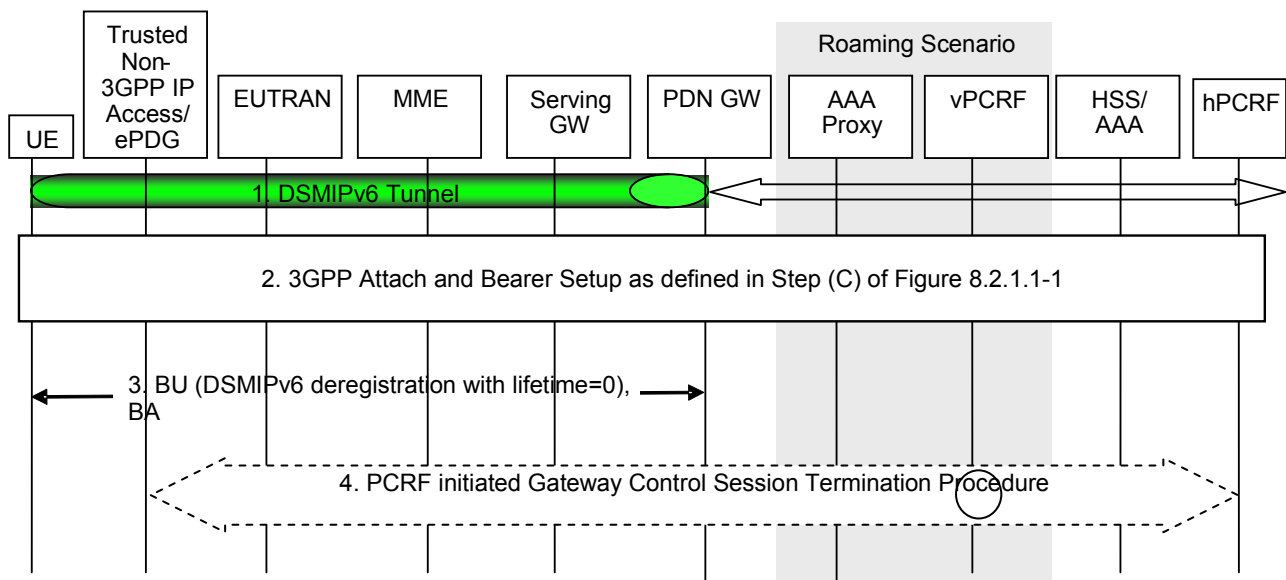 Roaming Scenario
UE
Trusted
Non-
3GPP IP
Access/
ePDG
EUTRAN
MME
Serving
GW
PDN GW
AAA
Proxy
vPCRF
HSS/
AAA
hPCRF
1. DSMIPv6 Tunnel
2. 3GPP Attach and Bearer Setup as defined in Step (C) of Figure 8.2.1.1-1
3. BU (DSMIPv6 deregistration with lifetime=0),
BA
4. PCRF initiated Gateway Control Session Termination Procedure